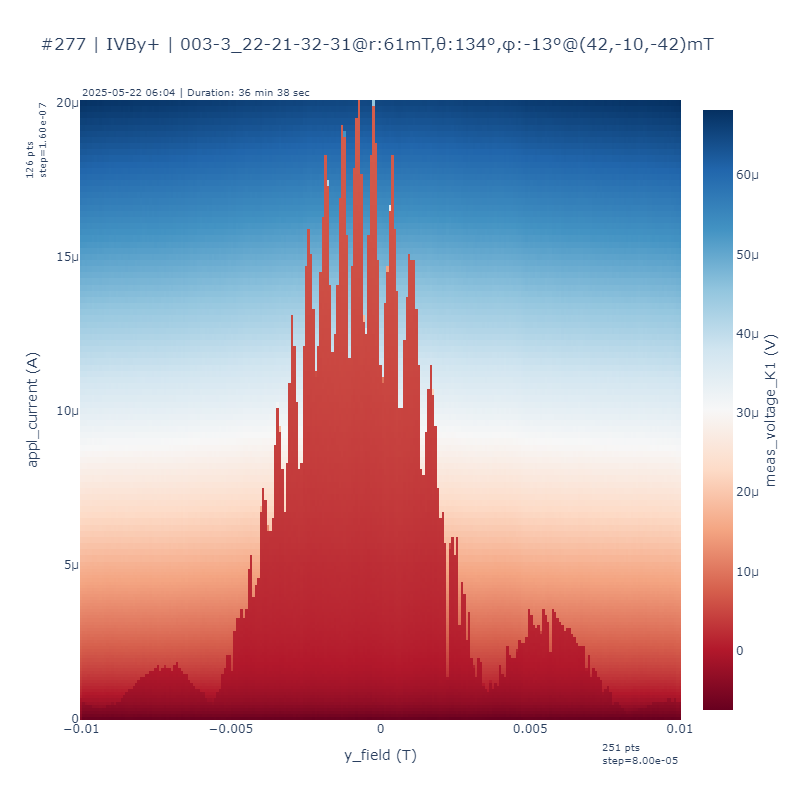 #277 | IVBy+ | 003-3_22-21-32-31@r:61mT,θ:134°,φ:-13°@(42,-10,-42)mT
2025-05-22 06:04 | Duration: 36 min 38 sec
126 pts
step=1.60e-07
20μ
15μ
10μ
5μ
0
appl_current (A)
−0.01
−0.005
0
0.005
0.01
y_field (T)
251 pts
step=8.00e-05
60μ
50μ
40μ
30μ
20μ
10μ
0
meas_voltage_K1 (V)